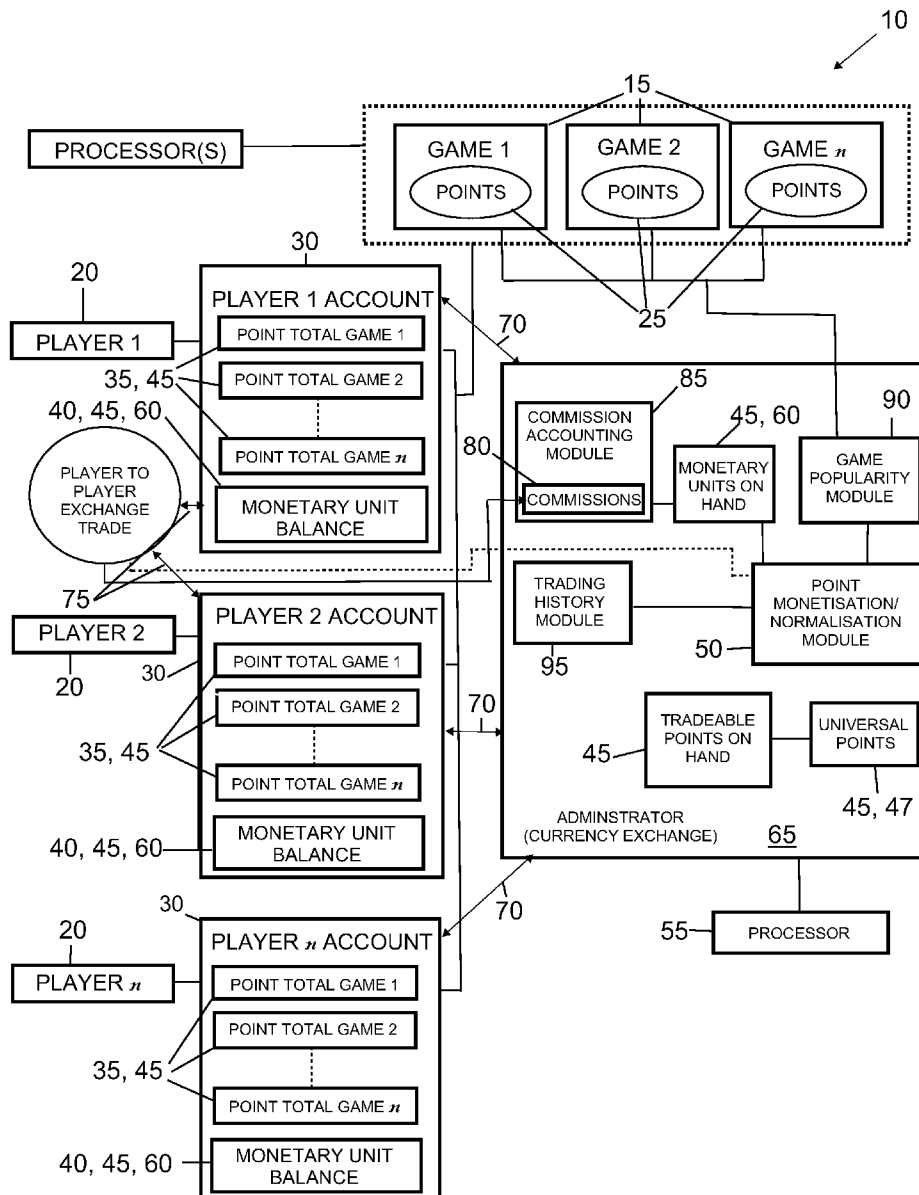 10
15
PROCESSOR(S)
GAME 1
GAME 2
GAME n
POINTS
POINTS
POINTS
25
30
20
PLAYER 1
PLAYER 1 ACCOUNT
POINT TOTAL GAME 1
POINT TOTAL GAME 2
POINT TOTAL GAME n
MONETARY UNIT
BALANCE
35, 45
40, 45, 60
70
PLAYER TO
PLAYER
EXCHANGE
TRADE
75
85
COMMISSION
ACCOUNTING
MODULE
80
COMMISSIONS
45, 60
MONETARY
UNITS ON
HAND
90
GAME
POPULARITY
MODULE
TRADING
HISTORY
MODULE
95
POINT
MONETISATION/
NORMALISATION
MODULE
50
PLAYER 2
20
30
PLAYER 2 ACCOUNT
POINT TOTAL GAME 1
POINT TOTAL GAME 2
POINT TOTAL GAME n
MONETARY UNIT
BALANCE
35, 45
40, 45, 60
70
45
TRADEABLE
POINTS ON
HAND
UNIVERSAL
POINTS
45, 47
ADMINSTRATOR
(CURRENCY EXCHANGE)
65
70
55
PROCESSOR
30
20
PLAYER n
PLAYER n ACCOUNT
POINT TOTAL GAME 1
POINT TOTAL GAME 2
POINT TOTAL GAME n
MONETARY UNIT
BALANCE
35, 45
40, 45, 60